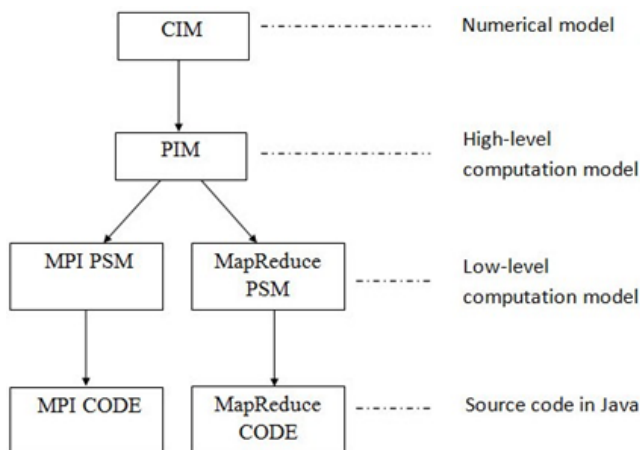 CIM
Numerical model
PIM
High-level
computation model
MPI PSM
MapReduce
PSM
Low-level
computation model
MPI CODE
MapReduce
CODE
Source code in Java